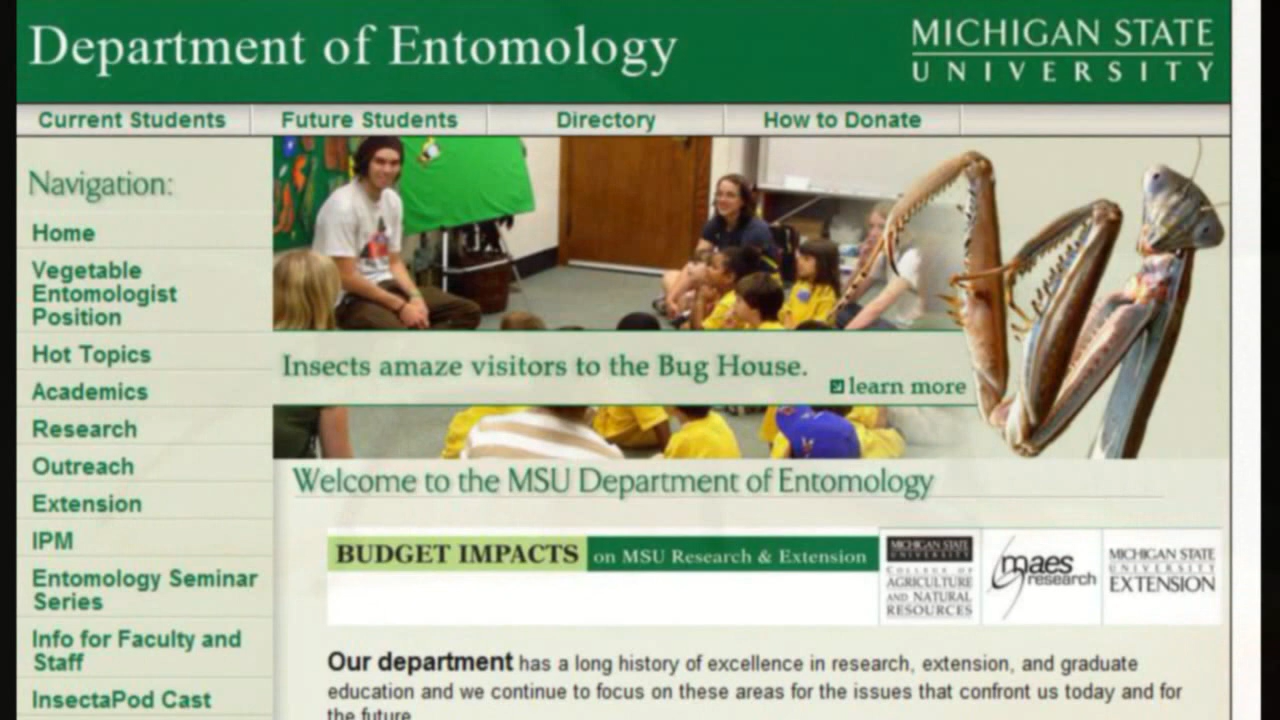 Department of Entomology
MICHIGAN STATE
UNIVERSITY
Current Students
Future Students
Directory
How to Donate
Navigation:
Home
Vegetable
Entomologist
Position
Hot Topics
Academics
Research
Outreach
Extension
IPM
Entomology Seminar
Series
Info for Faculty and
Staff
InsectaPod Cast
Insects amaze visitors to the Bug House.
learn more
Welcome to the MSU Department of Entomology
BUDGET IMPACTS on MSU Research & Extension
MICHIGAN STATE
UNIVERSITY
COLLEGE OF
AGRICULTURE
AND NATURAL
RESOURCES
maes
research
MICHIGAN STATE
UNIVERSITY
EXTENSION
Our department has a long history of excellence in research, extension, and graduate
education and we continue to focus on these areas for the issues that confront us today and for
the future